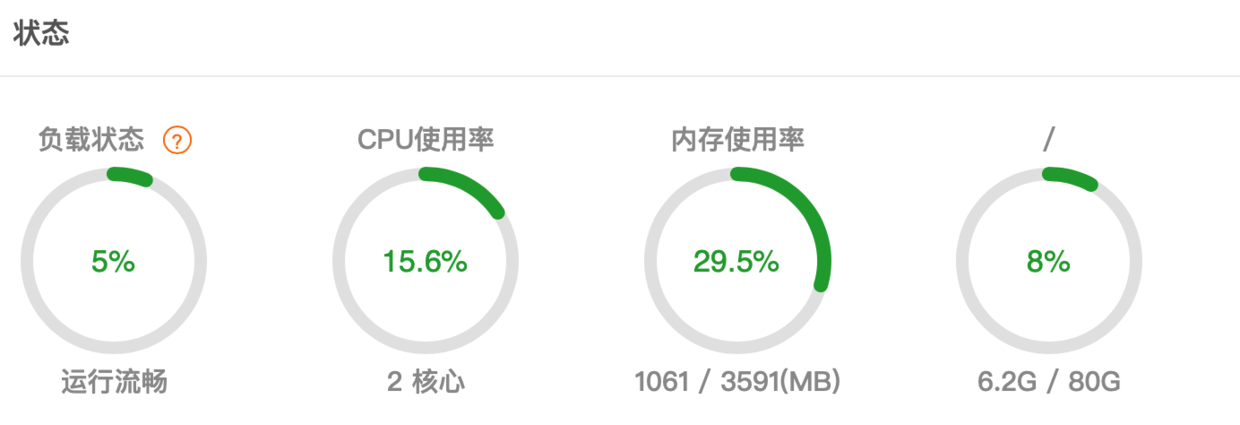 状态
负载状态 ?
CPU使用率
内存使用率
/
5%
15.6%
29.5%
8%
运行流畅
2 核心
1061 / 3591(MB)
6.2G / 80G